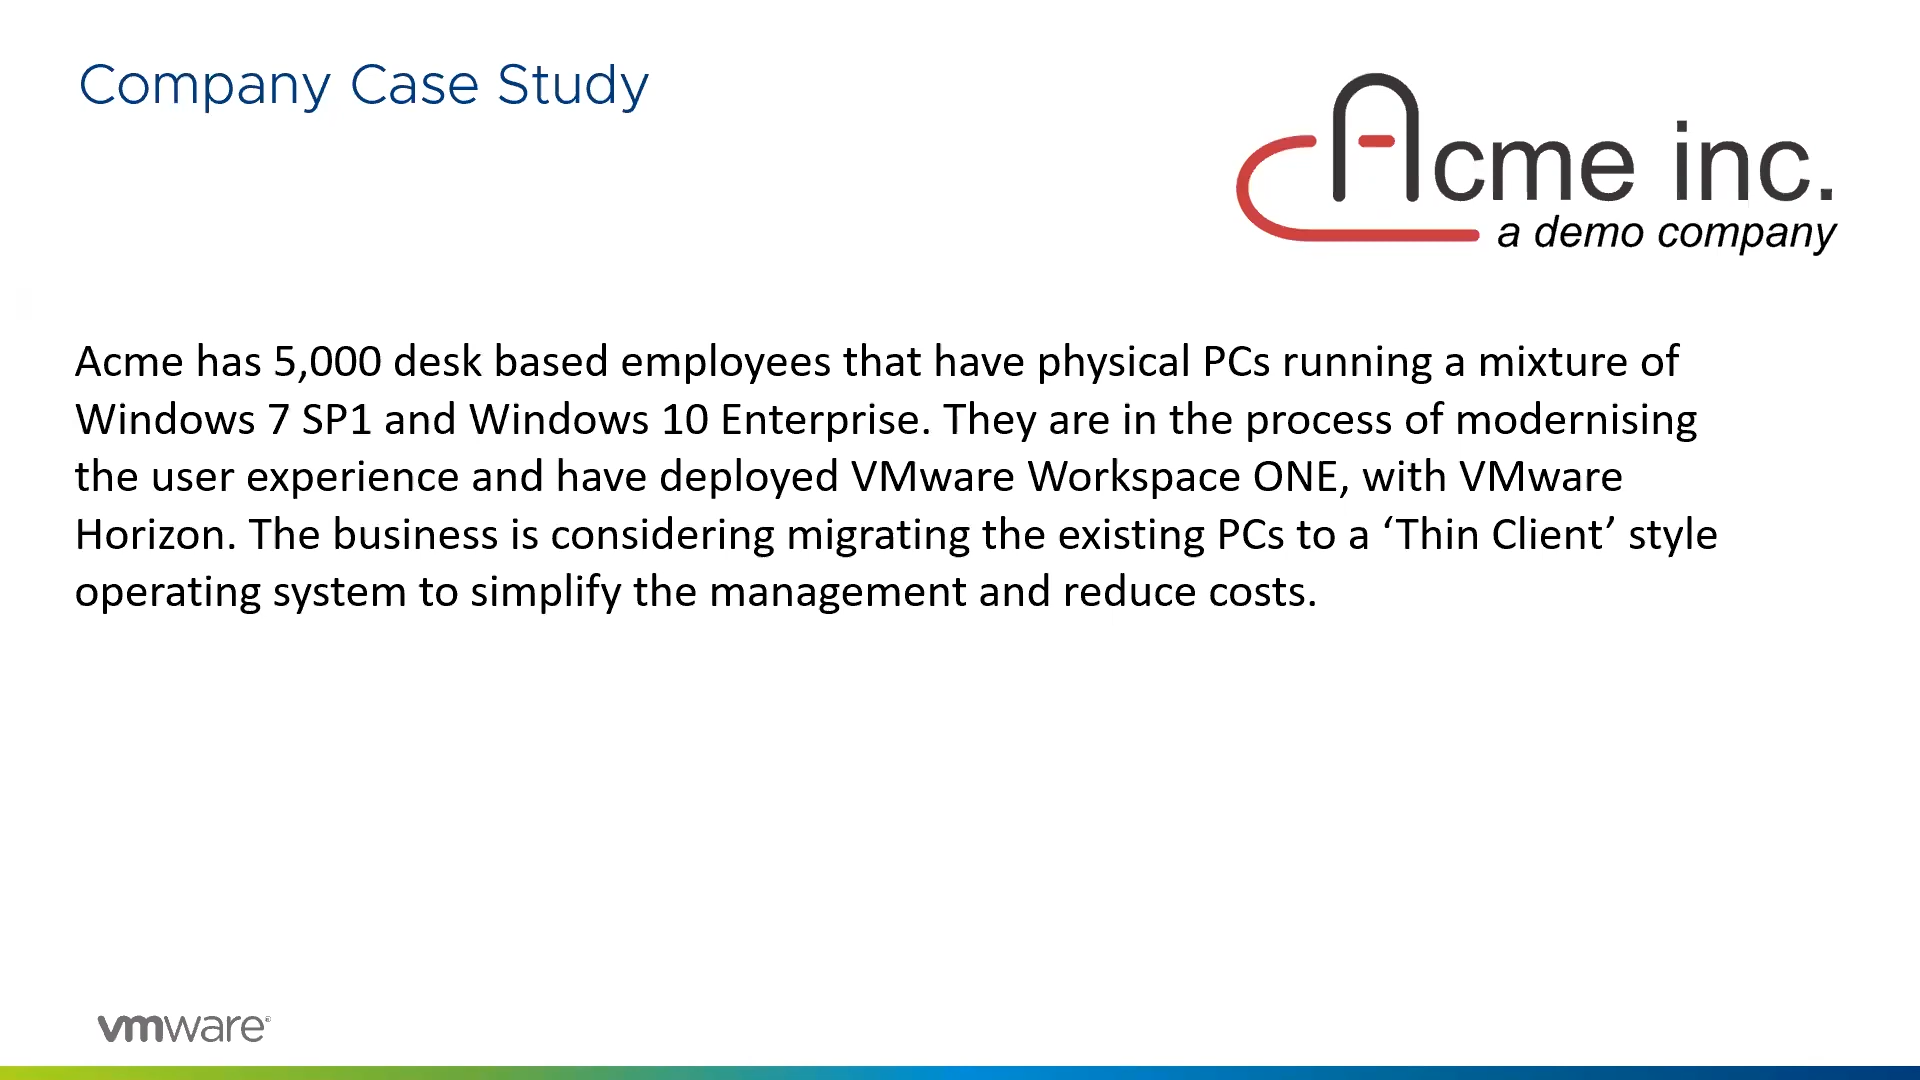 Company Case Study
Acme inc.
a demo company
Acme has 5,000 desk based employees that have physical PCs running a mixture of
Windows 7 SP1 and Windows 10 Enterprise. They are in the process of modernising
the user experience and have deployed VMware Workspace ONE, with VMware
Horizon. The business is considering migrating the existing PCs to a ‘Thin Client’ style
operating system to simplify the management and reduce costs.
vmware®